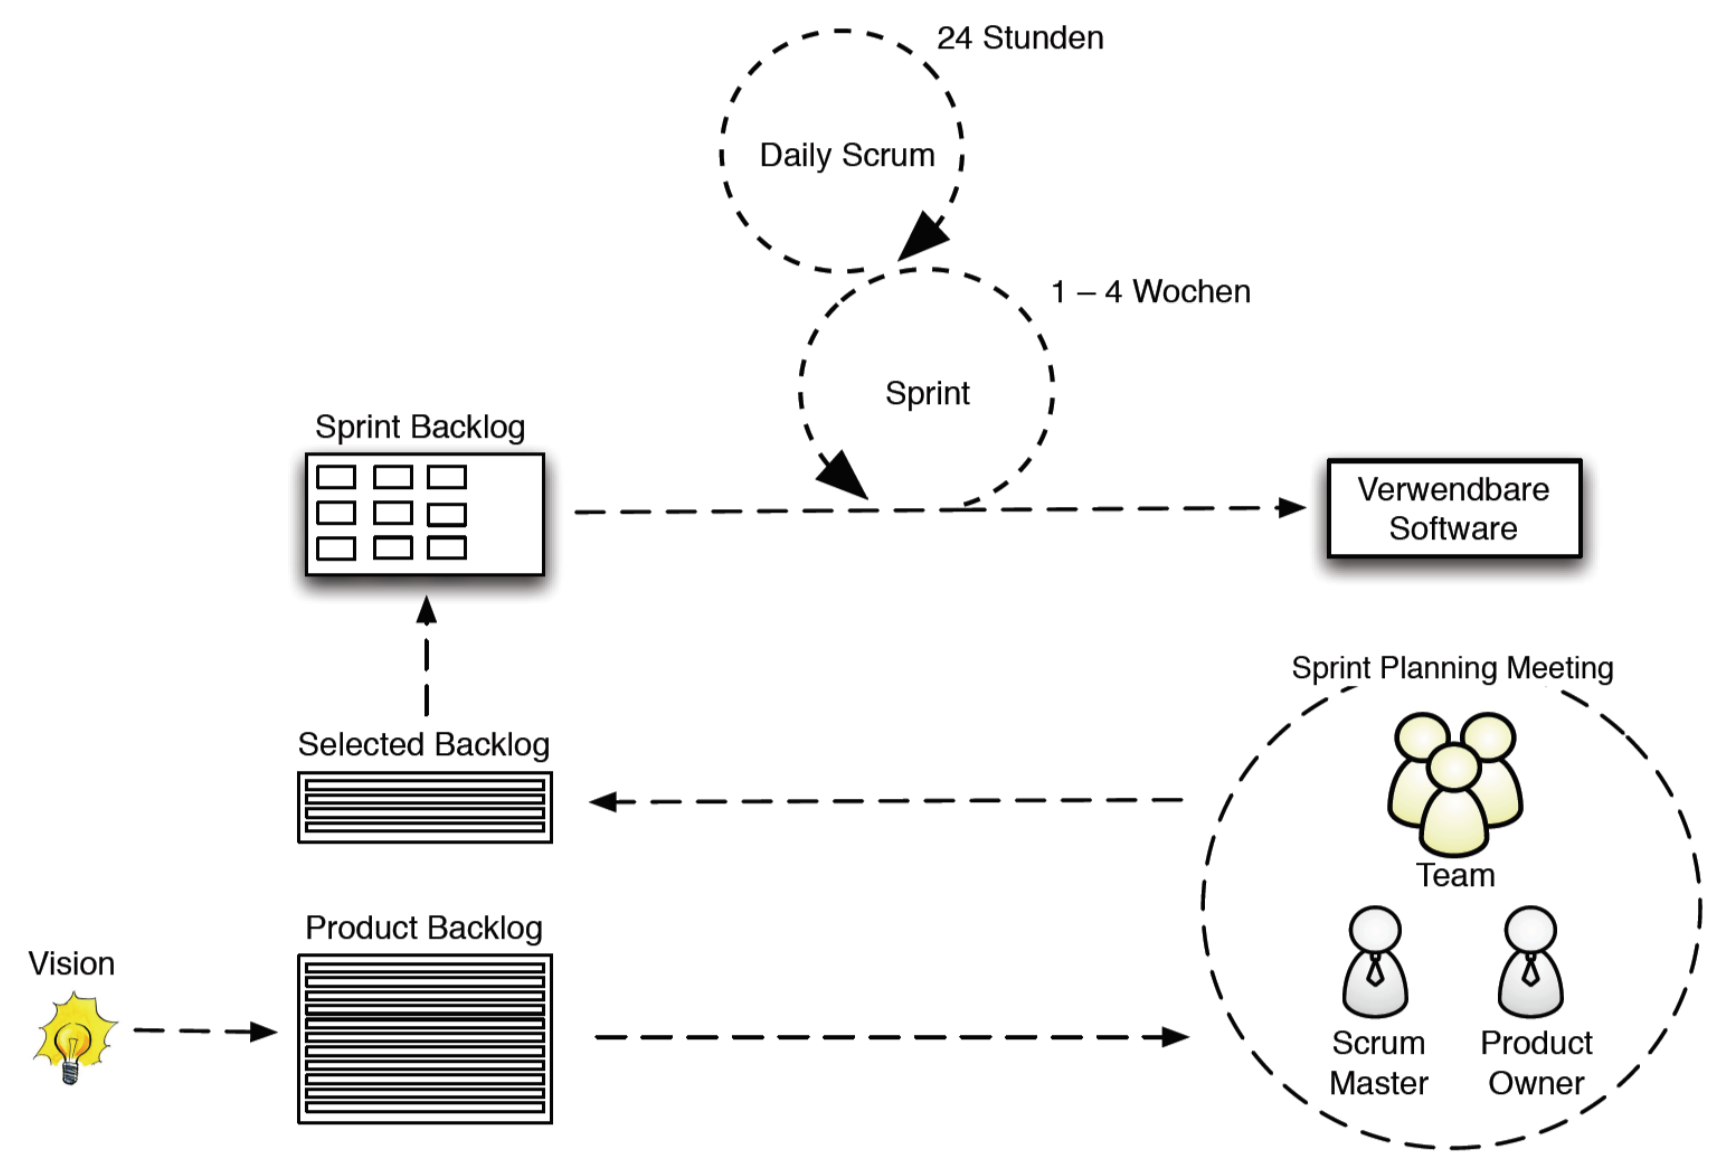 24 Stunden
Daily Scrum
1 – 4 Wochen
Sprint
Sprint Backlog
Verwendbare
Software
Sprint Planning Meeting
Selected Backlog
Team
Product Backlog
Vision
Scrum
Master
Product
Owner